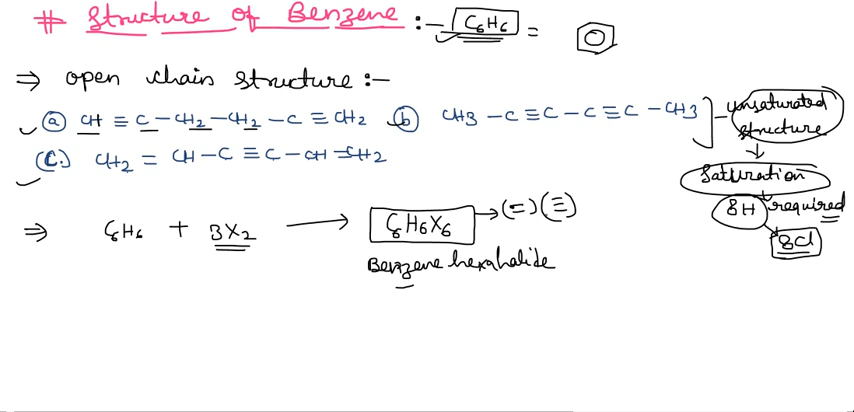 # Structure of Benzene :- C6H6 =
⇒ open chain structure :-
(a) CH ≡ C - CH2 - CH2 - C ≡ CH2 (b) CH3 - C ≡ C - C ≡ C - CH3 ] - unsaturated structure
(C.) CH2 = CH - C ≡ C - CH = CH2
↓
Saturation
8H required
8Cl
⇒ C6H6 + 3X2 → C6H6X6 → (=) (≡)
Benzene hexahalide